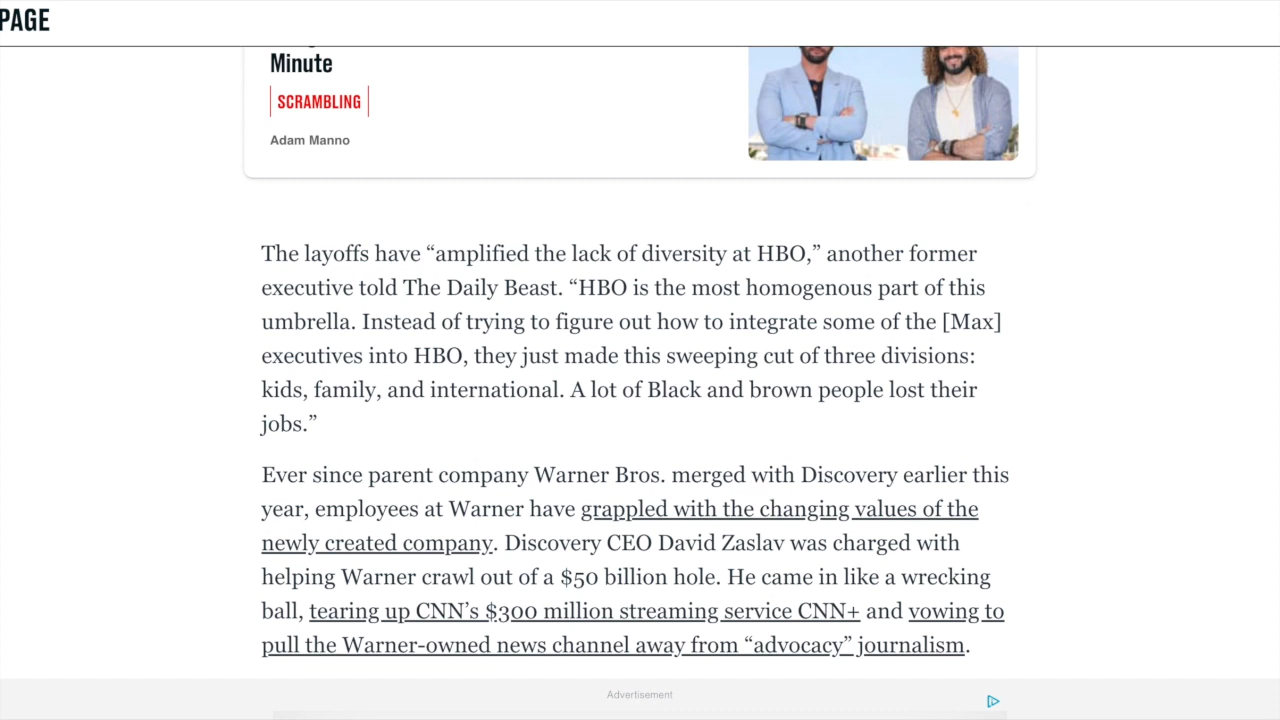 PAGE
Minute
SCRAMBLING
Adam Manno
The layoffs have “amplified the lack of diversity at HBO,” another former
executive told The Daily Beast. “HBO is the most homogenous part of this
umbrella. Instead of trying to figure out how to integrate some of the [Max]
executives into HBO, they just made this sweeping cut of three divisions:
kids, family, and international. A lot of Black and brown people lost their
jobs.”
Ever since parent company Warner Bros. merged with Discovery earlier this
year, employees at Warner have grappled with the changing values of the
newly created company. Discovery CEO David Zaslav was charged with
helping Warner crawl out of a $50 billion hole. He came in like a wrecking
ball, tearing up CNN’s $300 million streaming service CNN+ and vowing to
pull the Warner-owned news channel away from “advocacy” journalism.
Advertisement